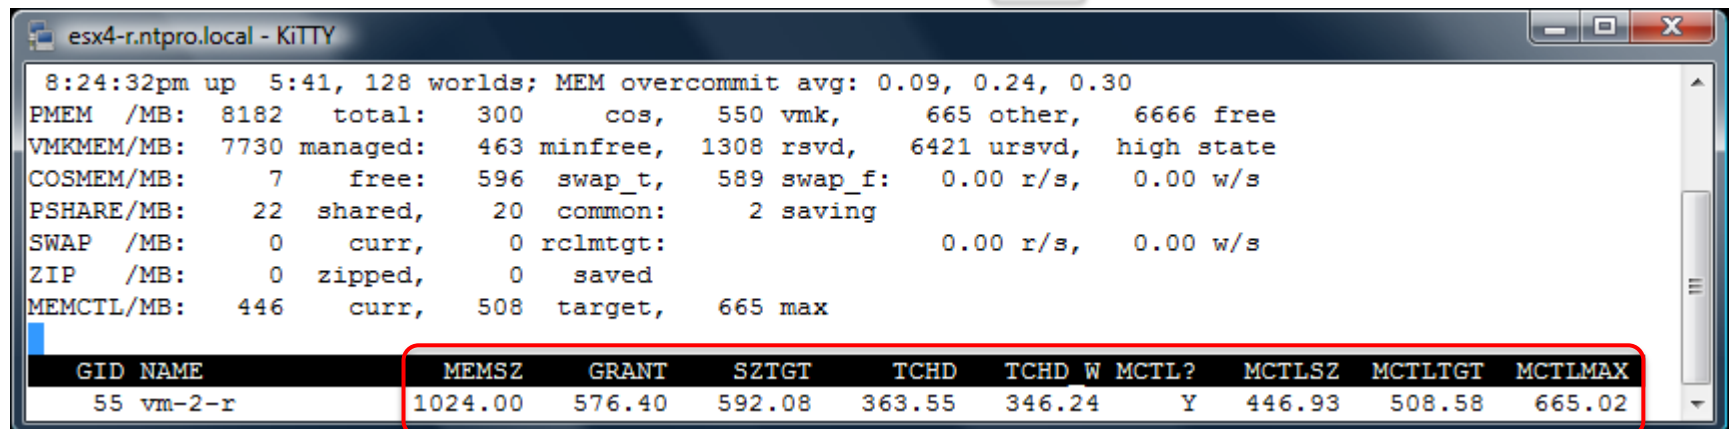 esx4-r.ntpro.local - KiTTY
8:24:32pm up  5:41, 128 worlds; MEM overcommit avg: 0.09, 0.24, 0.30
PMEM  /MB:  8182   total:   300     cos,   550 vmk,    665 other,   6666 free
VMKMEM/MB:  7730 managed:   463 minfree,  1308 rsvd,   6421 ursvd,  high state
COSMEM/MB:     7    free:   596  swap_t,   589 swap_f:   0.00 r/s,   0.00 w/s
PSHARE/MB:    22  shared,    20  common:     2 saving
SWAP  /MB:     0    curr,     0 rclmtgt:                 0.00 r/s,   0.00 w/s
ZIP   /MB:     0  zipped,     0   saved
MEMCTL/MB:   446    curr,   508  target,   665 max
GID NAME               MEMSZ    GRANT    SZTGT     TCHD   TCHD_W MCTL?   MCTLSZ  MCTLTGT  MCTLMAX
55 vm-2-r           1024.00   576.40   592.08   363.55   346.24     Y   446.93   508.58   665.02